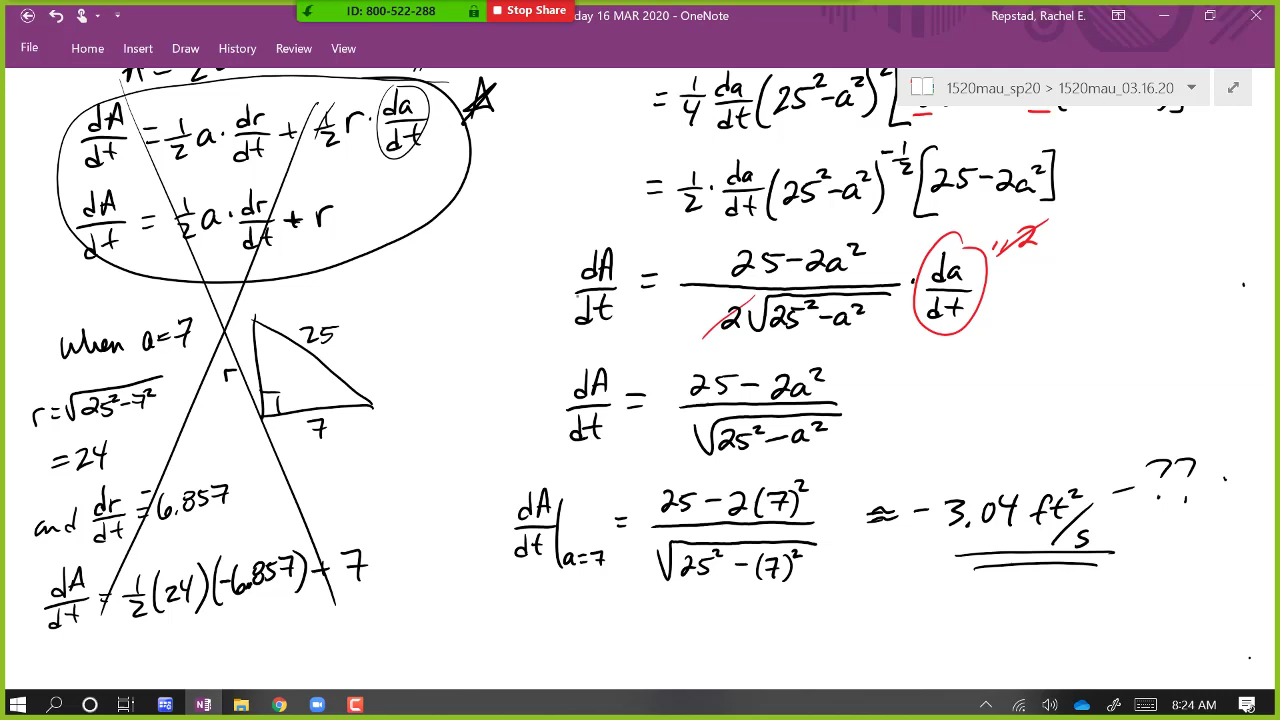 ID: 800-522-288
Stop Share
day 16 MAR 2020 - OneNote
Repstad, Rachel E.
File
Home
Insert
Draw
History
Review
View
1520mau_sp20 > 1520mau_03.16.20
dA/dt = 1/2 a · dr/dt + 1/2 r · da/dt
dA/dt = 1/2 a · dr/dt + r
when a=7
r = √(25²-7²)
= 24
and dr/dt = 6.857
dA/dt = 1/2 (24)(-6.857) + 7
25
r
7
= 1/4 da/dt (25²-a²)
= 1/2 · da/dt (25²-a²)^(-1/2) [25-2a²]
dA/dt = (25-2a²)/(2√(25²-a²)) · da/dt
"2
dA/dt = (25-2a²)/√(25²-a²)
dA/dt |a=7 = (25-2(7)²)/√(25²-(7)²) ≈ -3.04 ft²/s - ??
8:24 AM